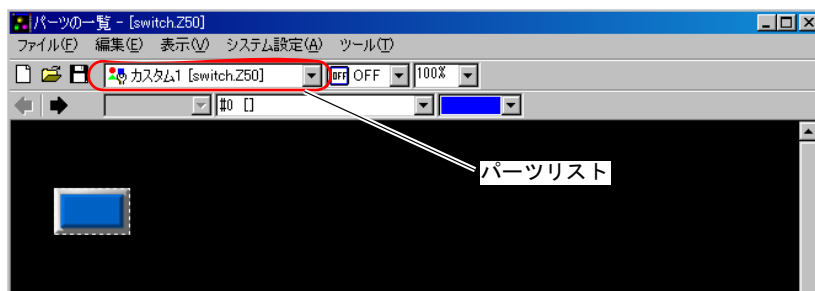 パーツの一覧 - [switch.Z50]
ファイル(F) 編集(E) 表示(V) システム設定(A) ツール(T)
カスタム1 [switch.Z50] OFF OFF 100%
#0 []
パーツリスト